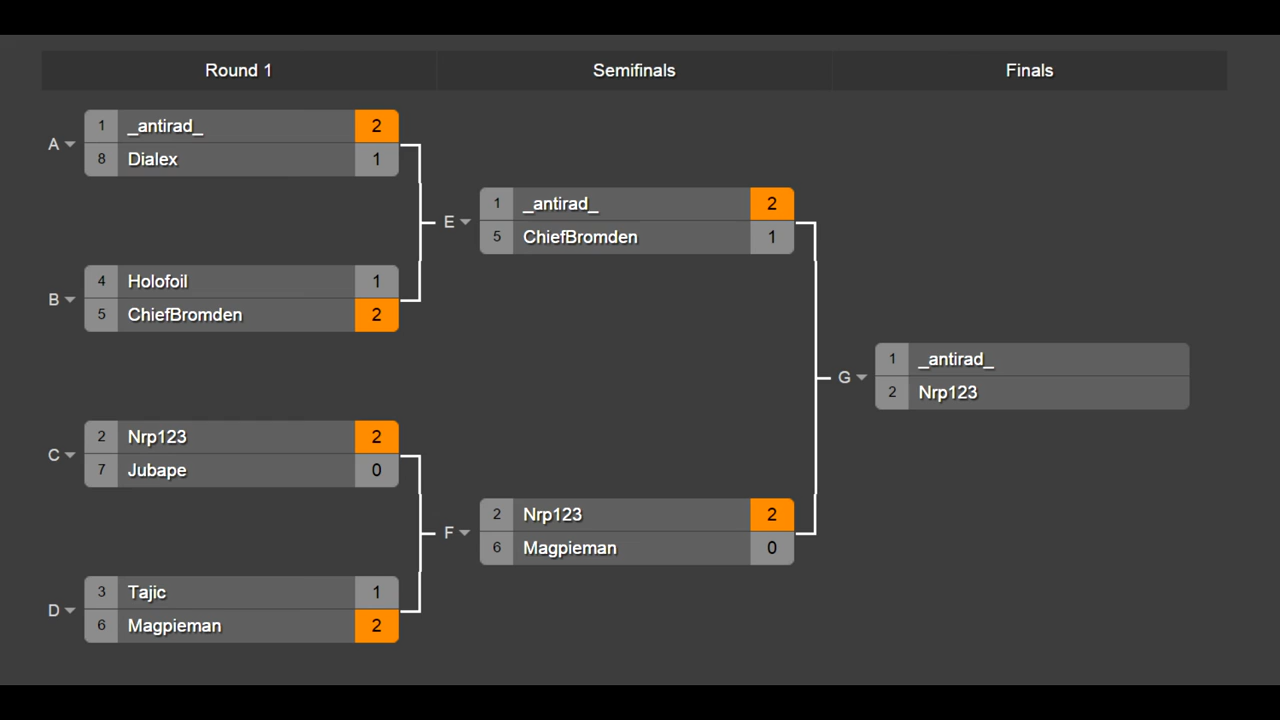 Round 1 Semifinals Finals
A
1 _antirad_ 2
8 Dialex 1
B
4 Holofoil 1
5 ChiefBromden 2
C
2 Nrp123 2
7 Jubape 0
D
3 Tajic 1
6 Magpieman 2
E
1 _antirad_ 2
5 ChiefBromden 1
F
2 Nrp123 2
6 Magpieman 0
G
1 _antirad_
2 Nrp123